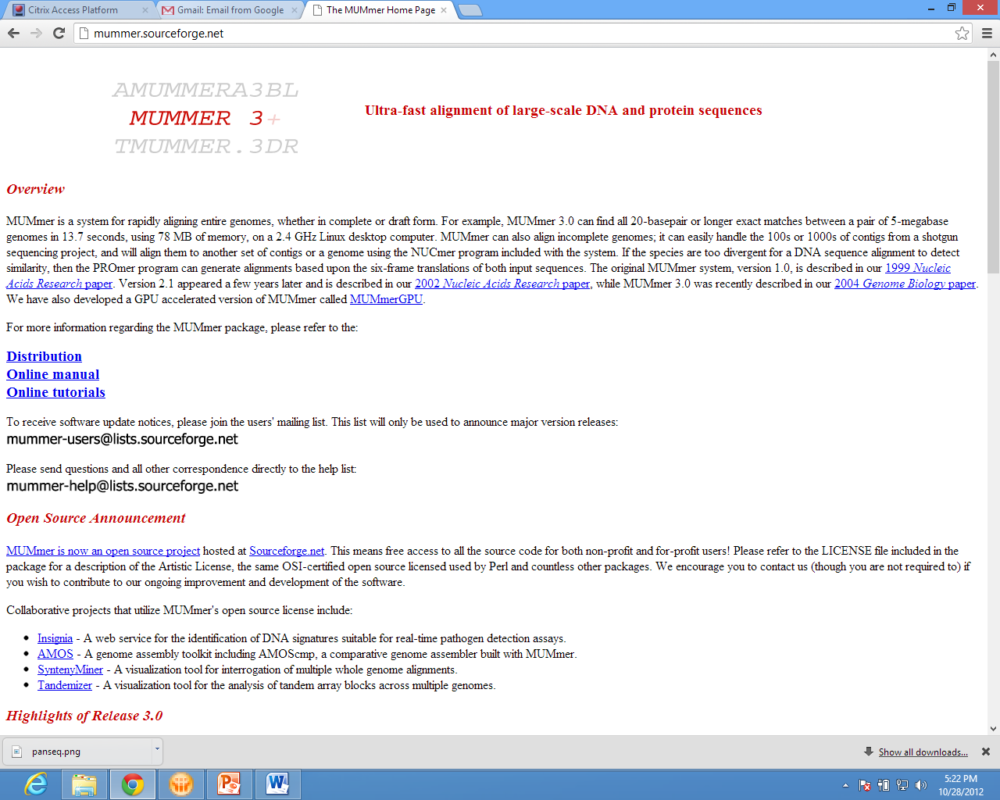 Citrix Access Platform
Gmail: Email from Google
The MUMmer Home Page
mummer.sourceforge.net
AMUMMERA3BL
MUMMER 3+
TMUMMER.3DR
Ultra-fast alignment of large-scale DNA and protein sequences
Overview
MUMmer is a system for rapidly aligning entire genomes, whether in complete or draft form. For example, MUMmer 3.0 can find all 20-basepair or longer exact matches between a pair of 5-megabase
genomes in 13.7 seconds, using 78 MB of memory, on a 2.4 GHz Linux desktop computer. MUMmer can also align incomplete genomes; it can easily handle the 100s or 1000s of contigs from a shotgun
sequencing project, and will align them to another set of contigs or a genome using the NUCmer program included with the system. If the species are too divergent for a DNA sequence alignment to detect
similarity, then the PROmer program can generate alignments based upon the six-frame translations of both input sequences. The original MUMmer system, version 1.0, is described in our 1999 Nucleic
Acids Research paper. Version 2.1 appeared a few years later and is described in our 2002 Nucleic Acids Research paper, while MUMmer 3.0 was recently described in our 2004 Genome Biology paper.
We have also developed a GPU accelerated version of MUMmer called MUMmerGPU.
For more information regarding the MUMmer package, please refer to the:
Distribution
Online manual
Online tutorials
To receive software update notices, please join the users' mailing list. This list will only be used to announce major version releases:
mummer-users@lists.sourceforge.net
Please send questions and all other correspondence directly to the help list:
mummer-help@lists.sourceforge.net
Open Source Announcement
MUMmer is now an open source project hosted at Sourceforge.net. This means free access to all the source code for both non-profit and for-profit users! Please refer to the LICENSE file included in the
package for a description of the Artistic License, the same OSI-certified open source licensed used by Perl and countless other packages. We encourage you to contact us (though you are not required to) if
you wish to contribute to our ongoing improvement and development of the software.
Collaborative projects that utilize MUMmer's open source license include:
• Insignia - A web service for the identification of DNA signatures suitable for real-time pathogen detection assays.
• AMOS - A genome assembly toolkit including AMOScmp, a comparative genome assembler built with MUMmer.
• SyntenyMiner - A visualization tool for interrogation of multiple whole genome alignments.
• Tandemizer - A visualization tool for the analysis of tandem array blocks across multiple genomes.
Highlights of Release 3.0
panseq.png
Show all downloads...
5:22 PM
10/28/2012